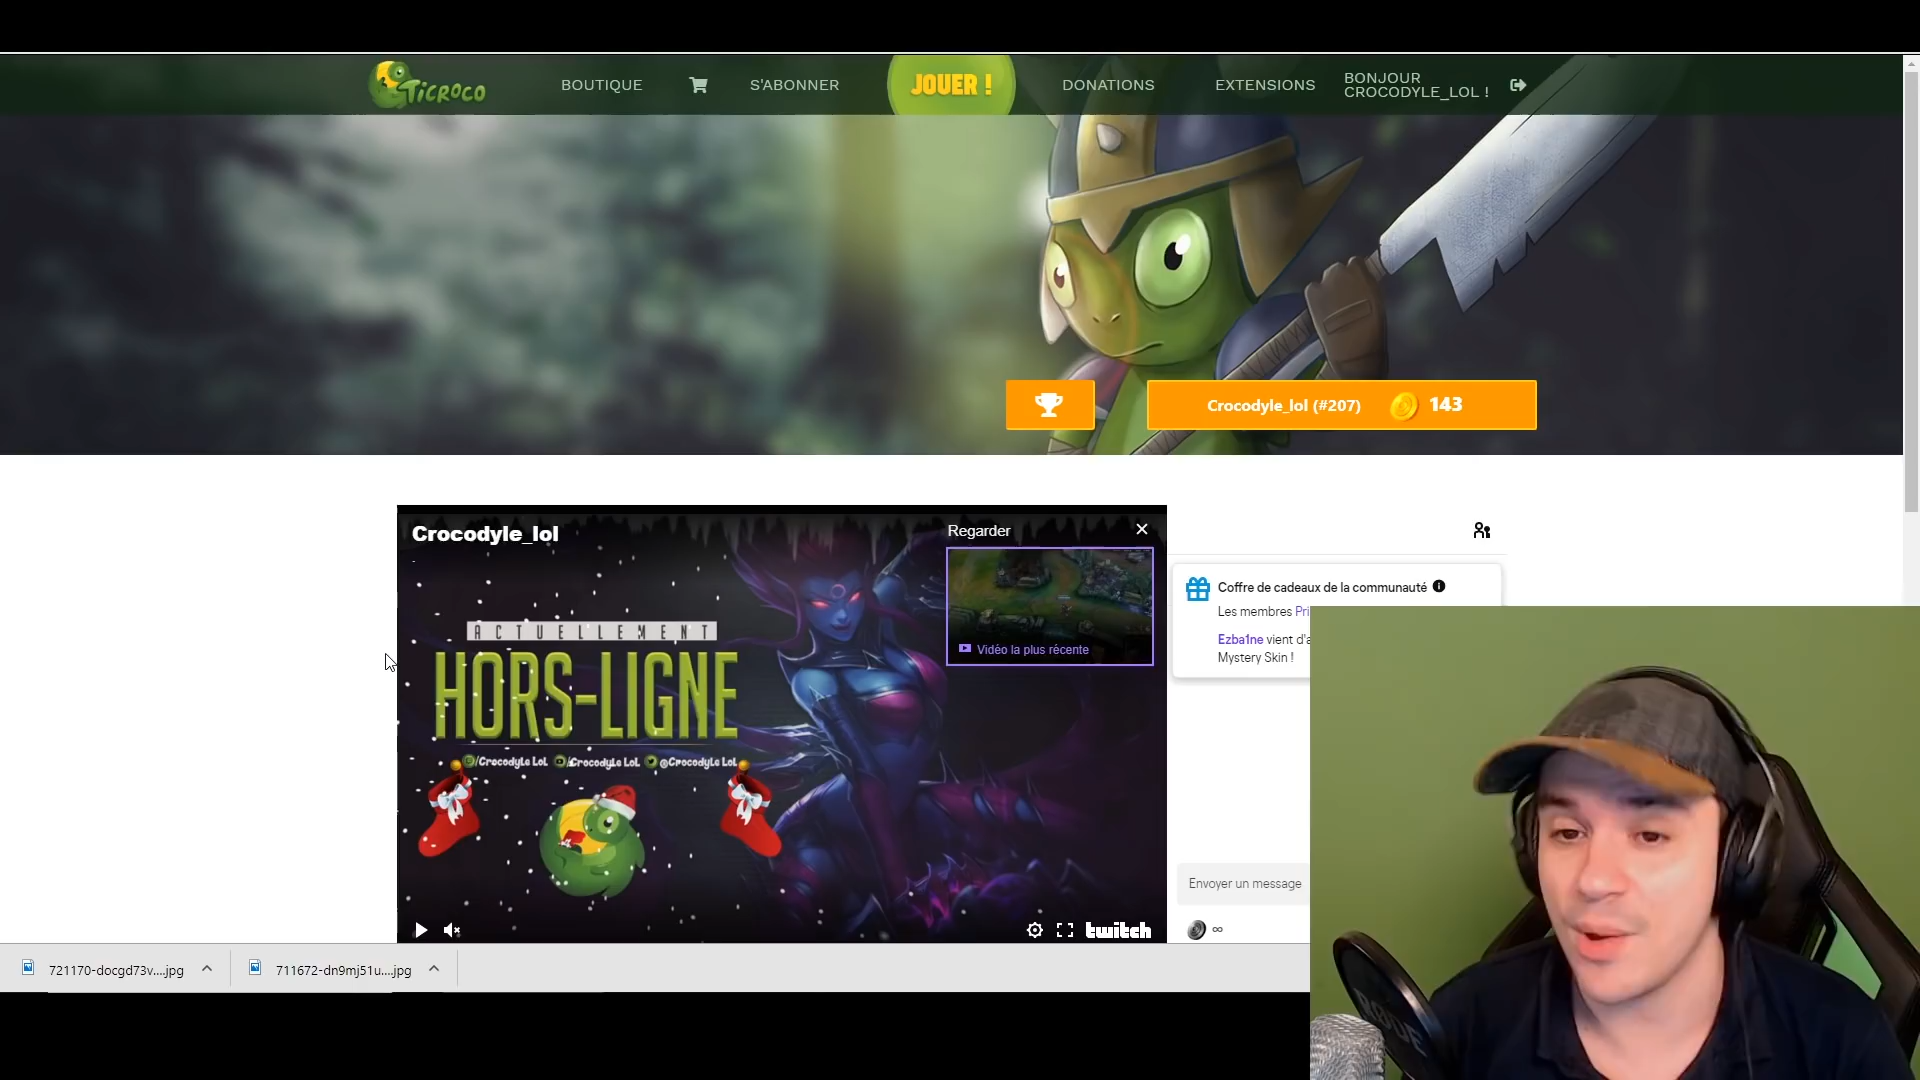 TICROCO
BOUTIQUE
S'ABONNER
JOUER !
DONATIONS
EXTENSIONS
BONJOUR
CROCODYLE_LOL !
Crocodyle_lol (#207)
143
Crocodyle_lol
Regarder
Vidéo la plus récente
ACTUELLEMENT
HORS-LIGNE
/Crocodyle Lol
/Crocodyle Lol
@Crocodyle_Lol
twitch
Coffre de cadeaux de la communauté
Les membres Pri
Ezba1ne vient d'a
Mystery Skin !
Envoyer un message
∞
721170-docgd73v....jpg
711672-dn9mj51u....jpg